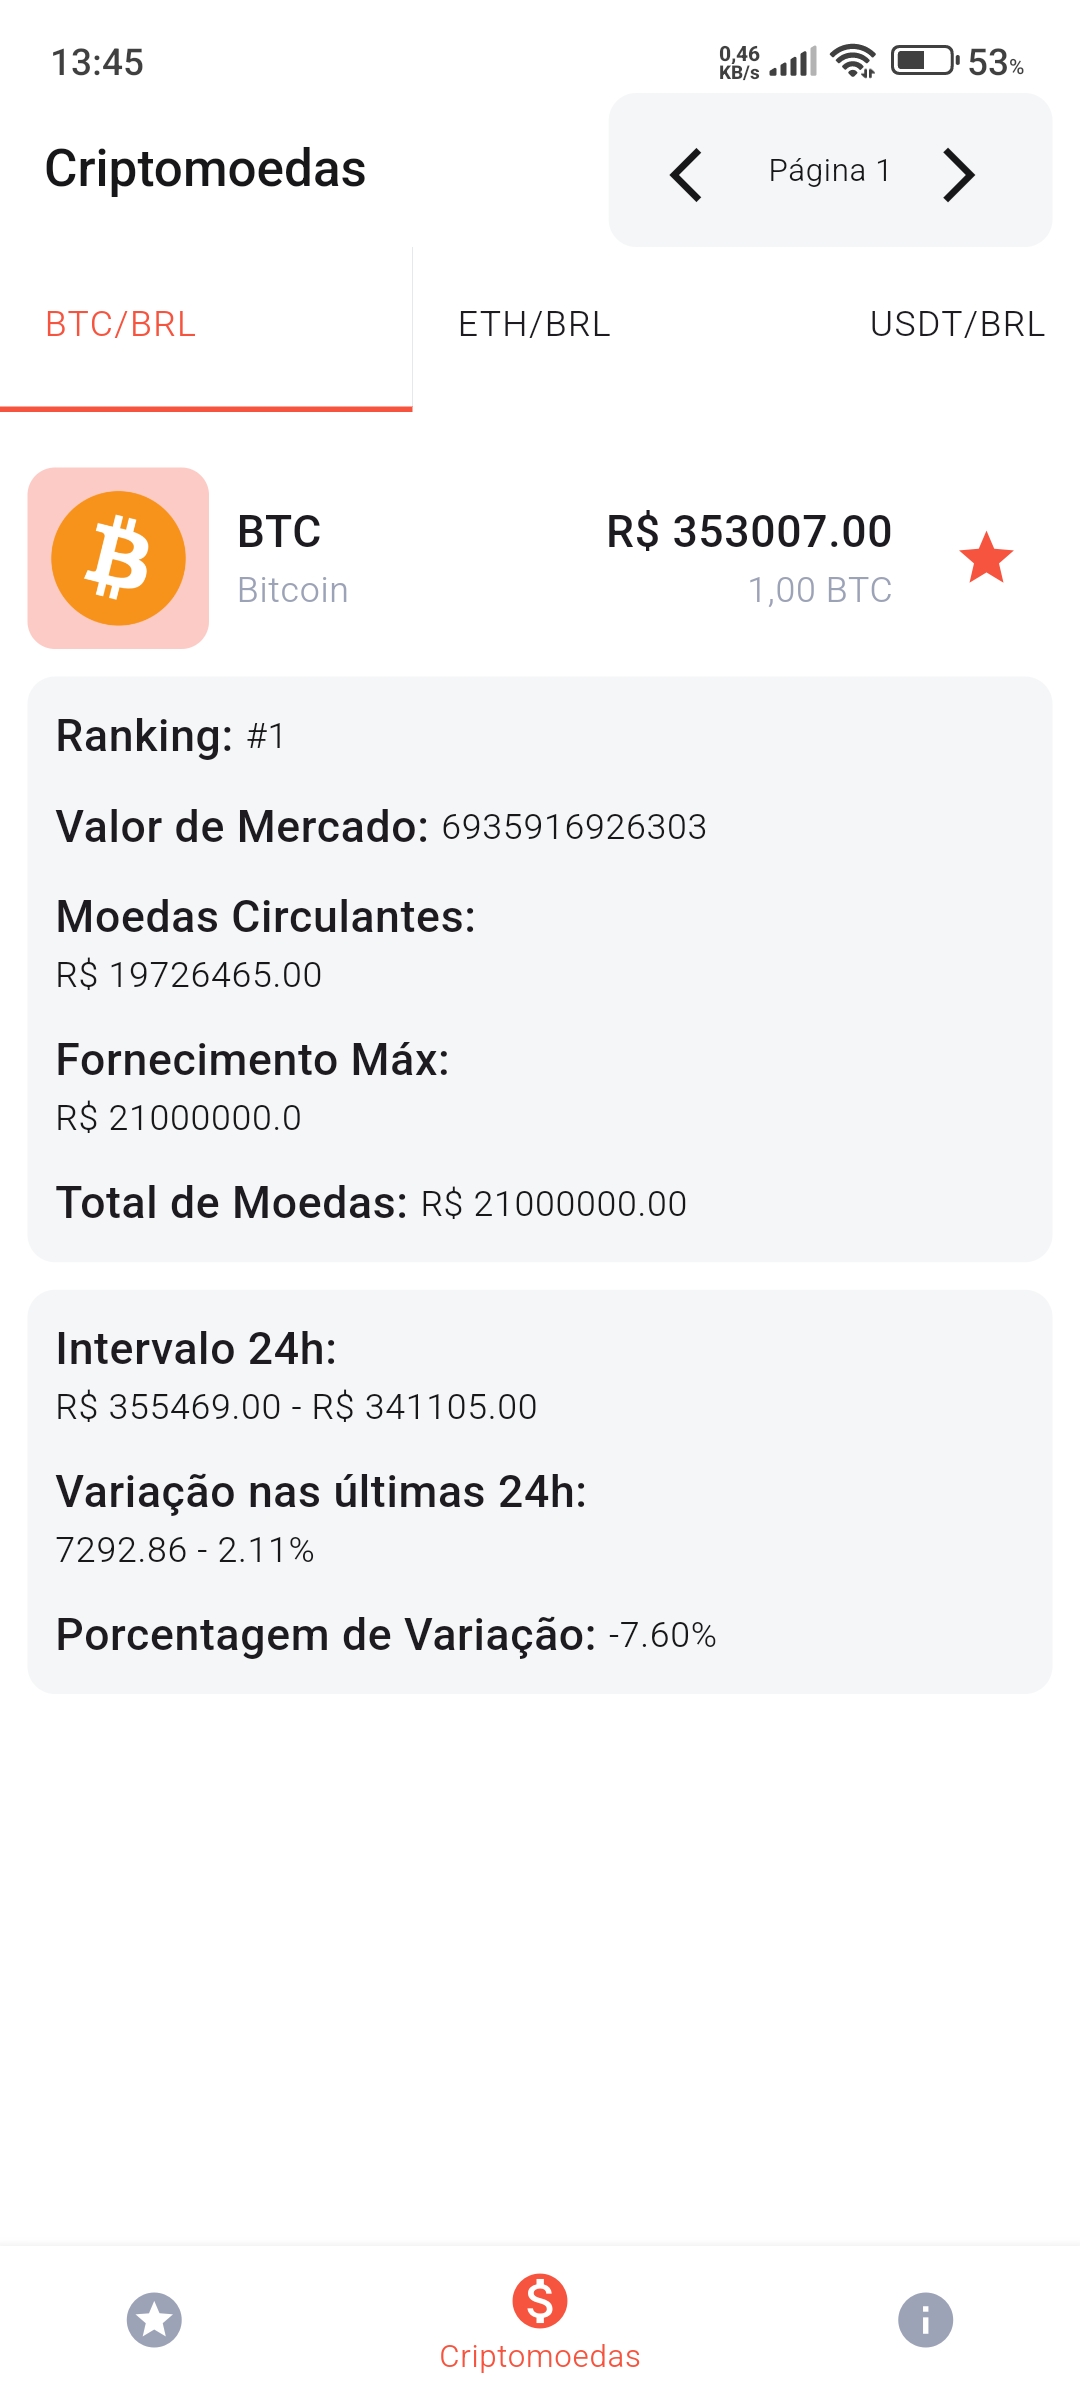 13:45
0,46
KB/s
53%
Criptomoedas
Página 1
BTC/BRL
ETH/BRL
USDT/BRL
BTC
R$ 353007.00
Bitcoin
1,00 BTC
Ranking: #1
Valor de Mercado: 6935916926303
Moedas Circulantes:
R$ 19726465.00
Fornecimento Máx:
R$ 21000000.0
Total de Moedas: R$ 21000000.00
Intervalo 24h:
R$ 355469.00 - R$ 341105.00
Variação nas últimas 24h:
7292.86 - 2.11%
Porcentagem de Variação: -7.60%
Criptomoedas